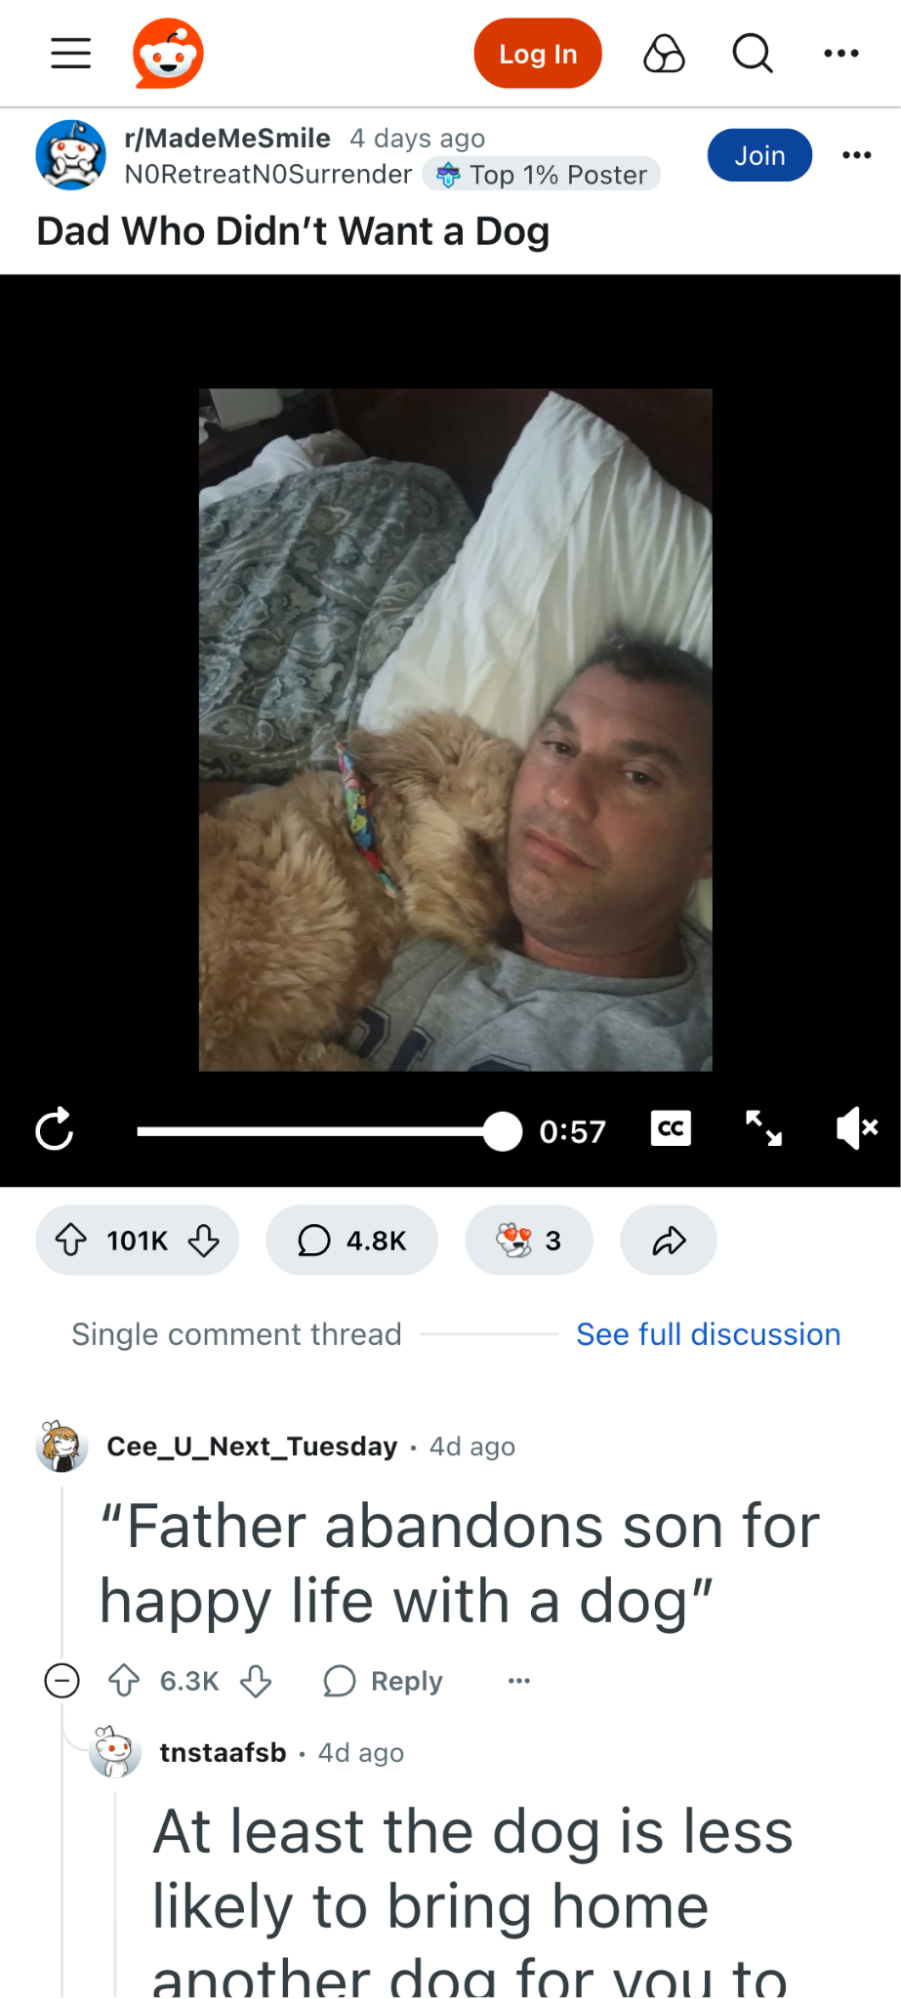 Log In
r/MadeMeSmile 4 days ago
N0RetreatN0Surrender Top 1% Poster
Join
Dad Who Didn’t Want a Dog
0:57
CC
101K
4.8K
3
Single comment thread
See full discussion
Cee_U_Next_Tuesday • 4d ago
“Father abandons son for
happy life with a dog”
6.3K
Reply
tnstaafsb • 4d ago
At least the dog is less
likely to bring home
another dog for you to